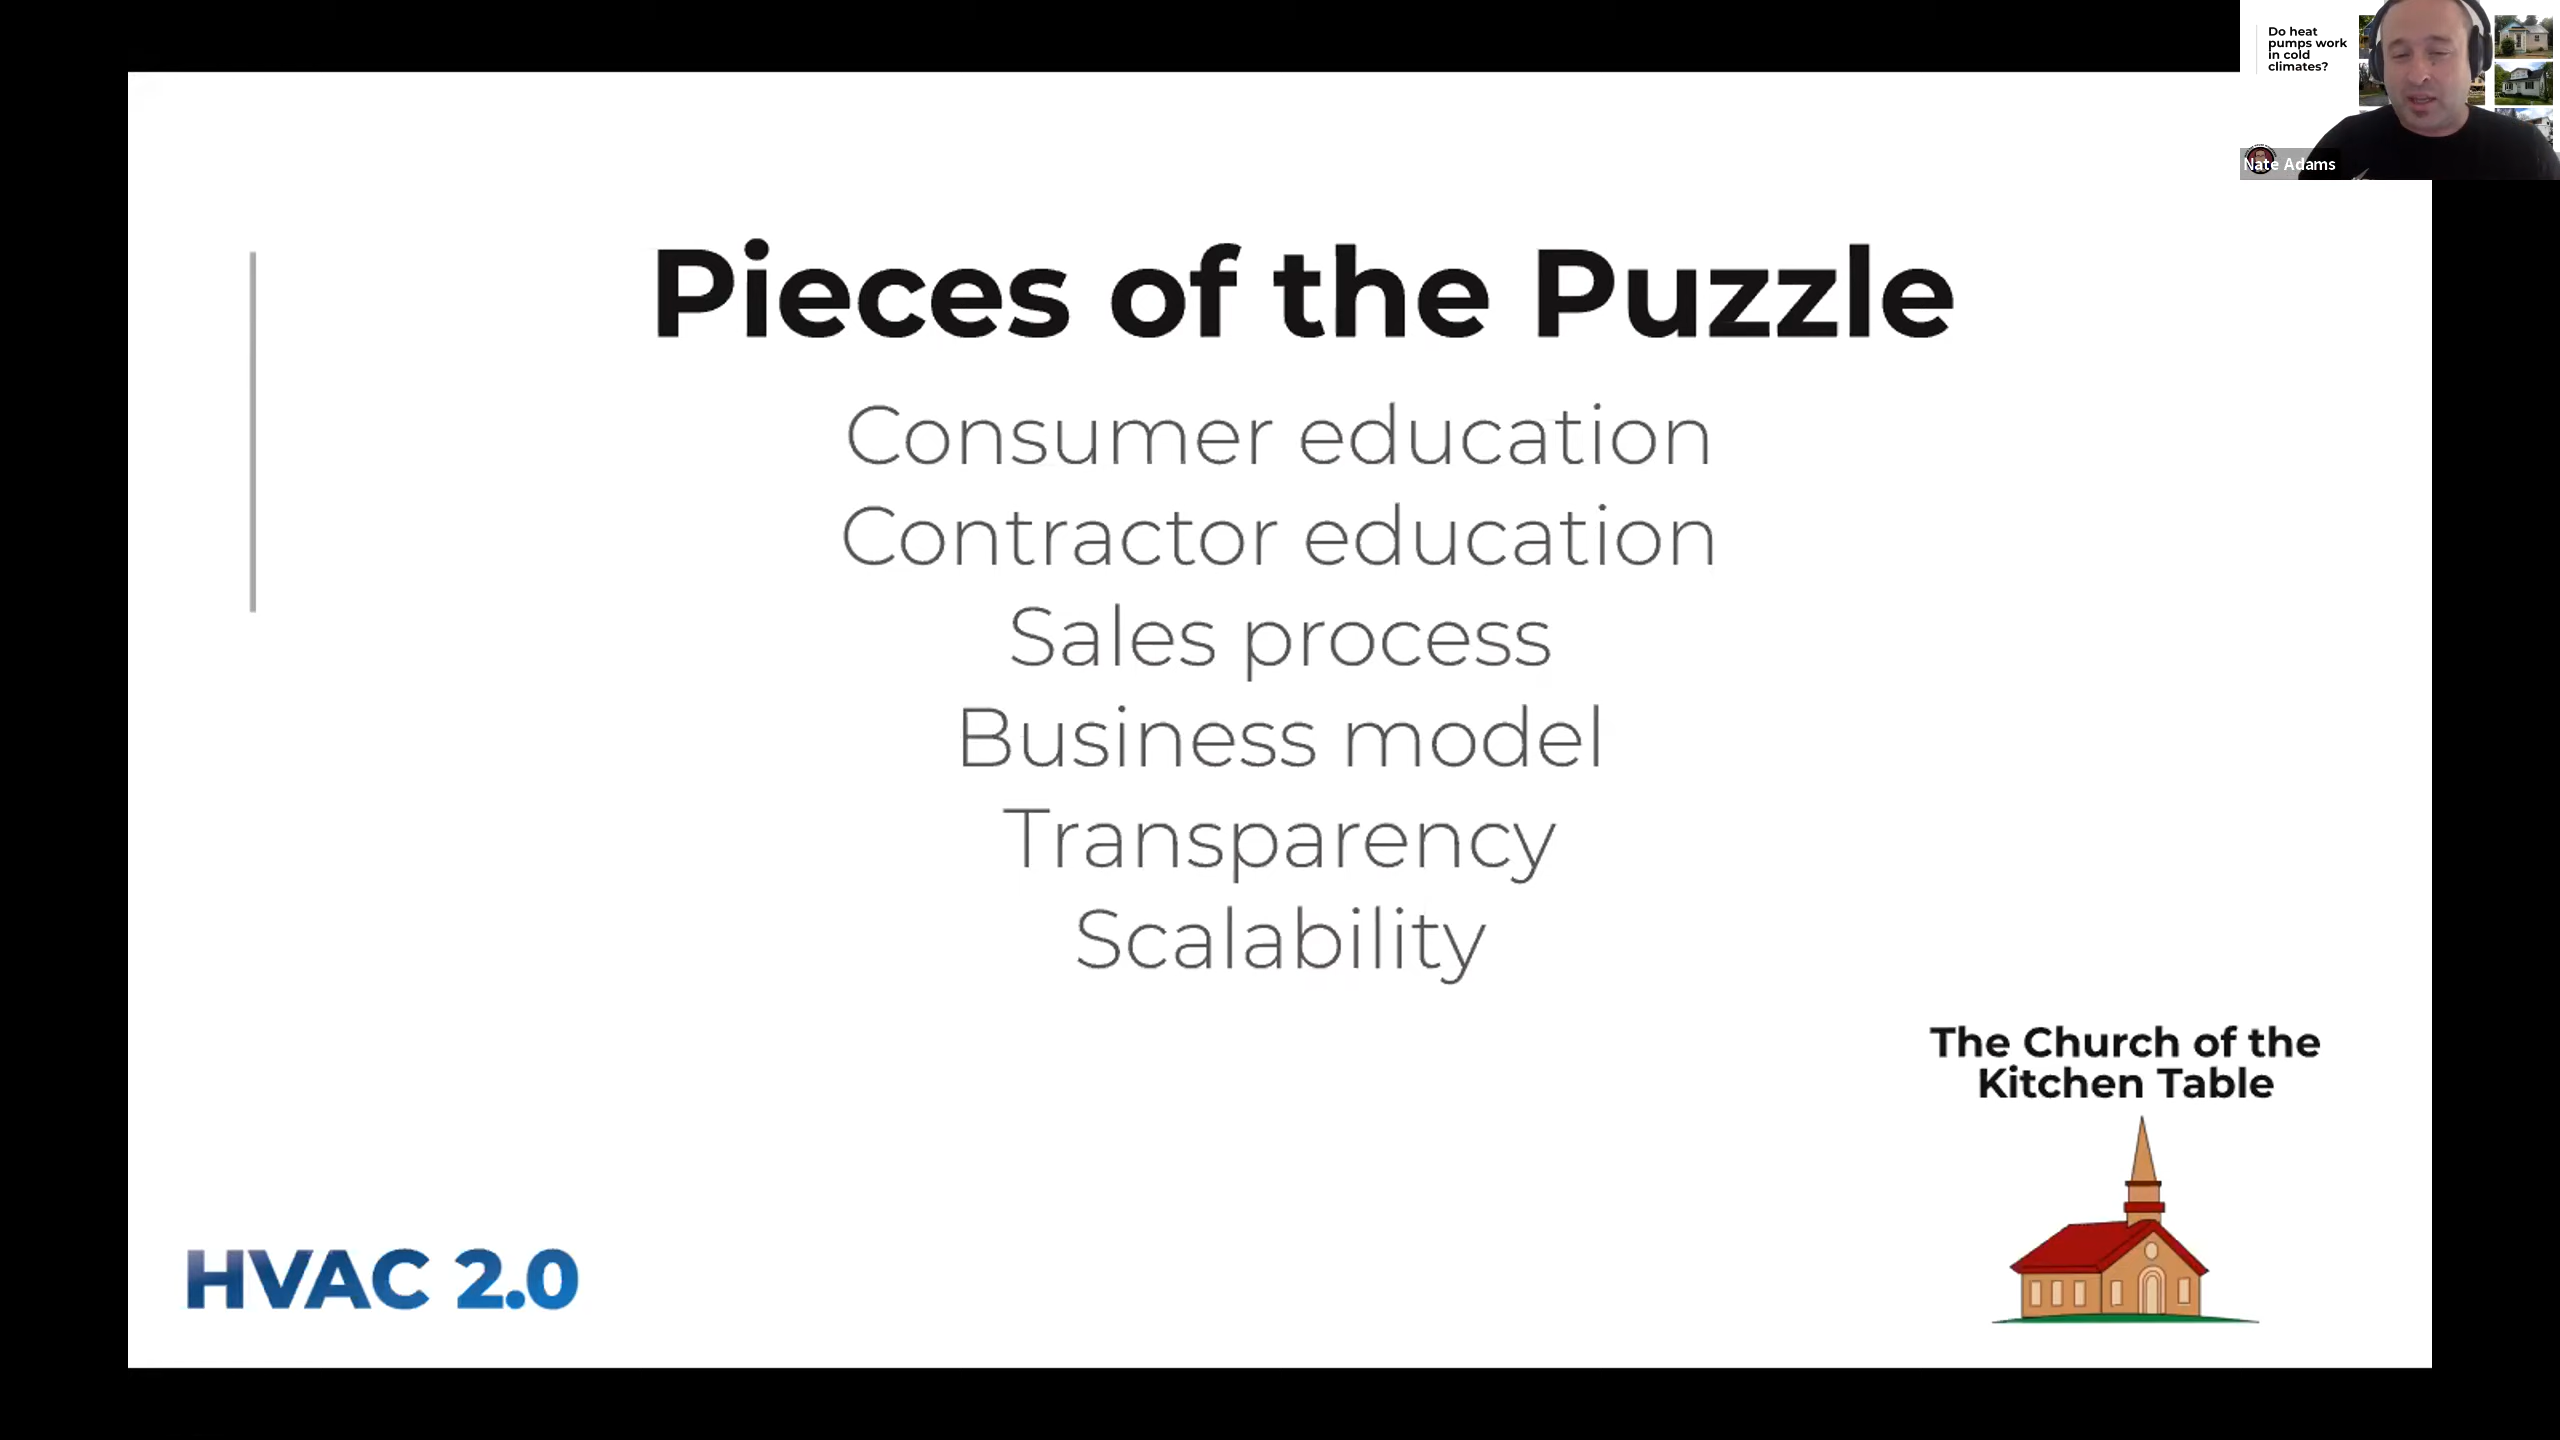 Do heat
pumps work
in cold
climates?
Nate Adams
Pieces of the Puzzle
Consumer education
Contractor education
Sales process
Business model
Transparency
Scalability
The Church of the
Kitchen Table
HVAC 2.0